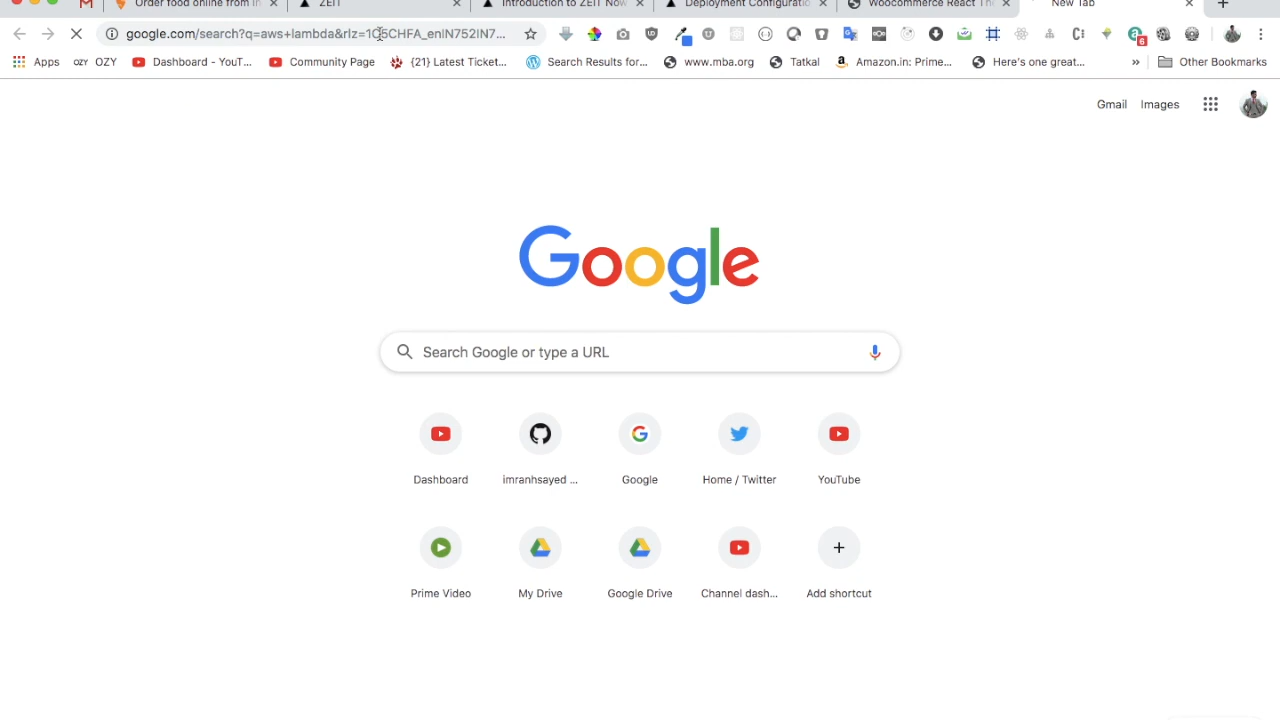 Order food online from in
ZEIT
Introduction to ZEIT Now
Deployment Configuratio
Woocommerce React The
New Tab
google.com/search?q=aws+lambda&rlz=1C5CHFA_enIN752IN7...
Apps
OZY
Dashboard - YouT...
Community Page
{21} Latest Ticket...
Search Results for...
www.mba.org
Tatkal
Amazon.in: Prime...
Here's one great...
»
Other Bookmarks
Gmail
Images
Google
Search Google or type a URL
Dashboard
imranhsayed ...
Google
Home / Twitter
YouTube
Prime Video
My Drive
Google Drive
Channel dash...
Add shortcut